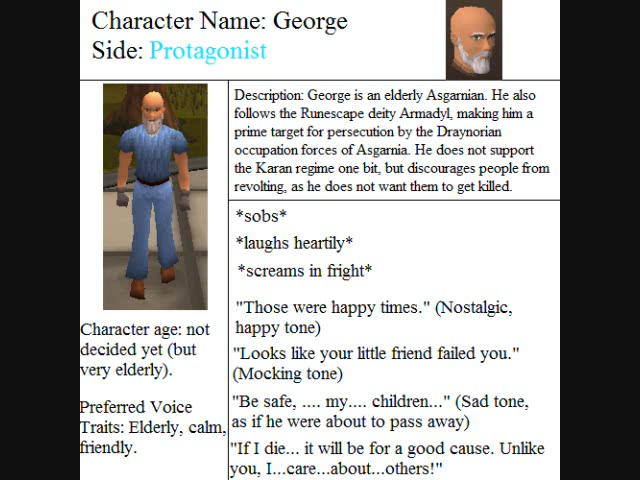 Character Name: George
Side: Protagonist
Description: George is an elderly Asgarnian. He also
follows the Runescape deity Armadyl, making him a
prime target for persecution by the Draynorian
occupation forces of Asgarnia. He does not support
the Karan regime one bit, but discourages people from
revolting, as he does not want them to get killed.
*sobs*
*laughs heartily*
*screams in fright*
"Those were happy times." (Nostalgic,
happy tone)
"Looks like your little friend failed you."
(Mocking tone)
"Be safe, .... my.... children..." (Sad tone,
as if he were about to pass away)
"If I die... it will be for a good cause. Unlike
you, I...care...about...others!"
Character age: not
decided yet (but
very elderly).
Preferred Voice
Traits: Elderly, calm,
friendly.